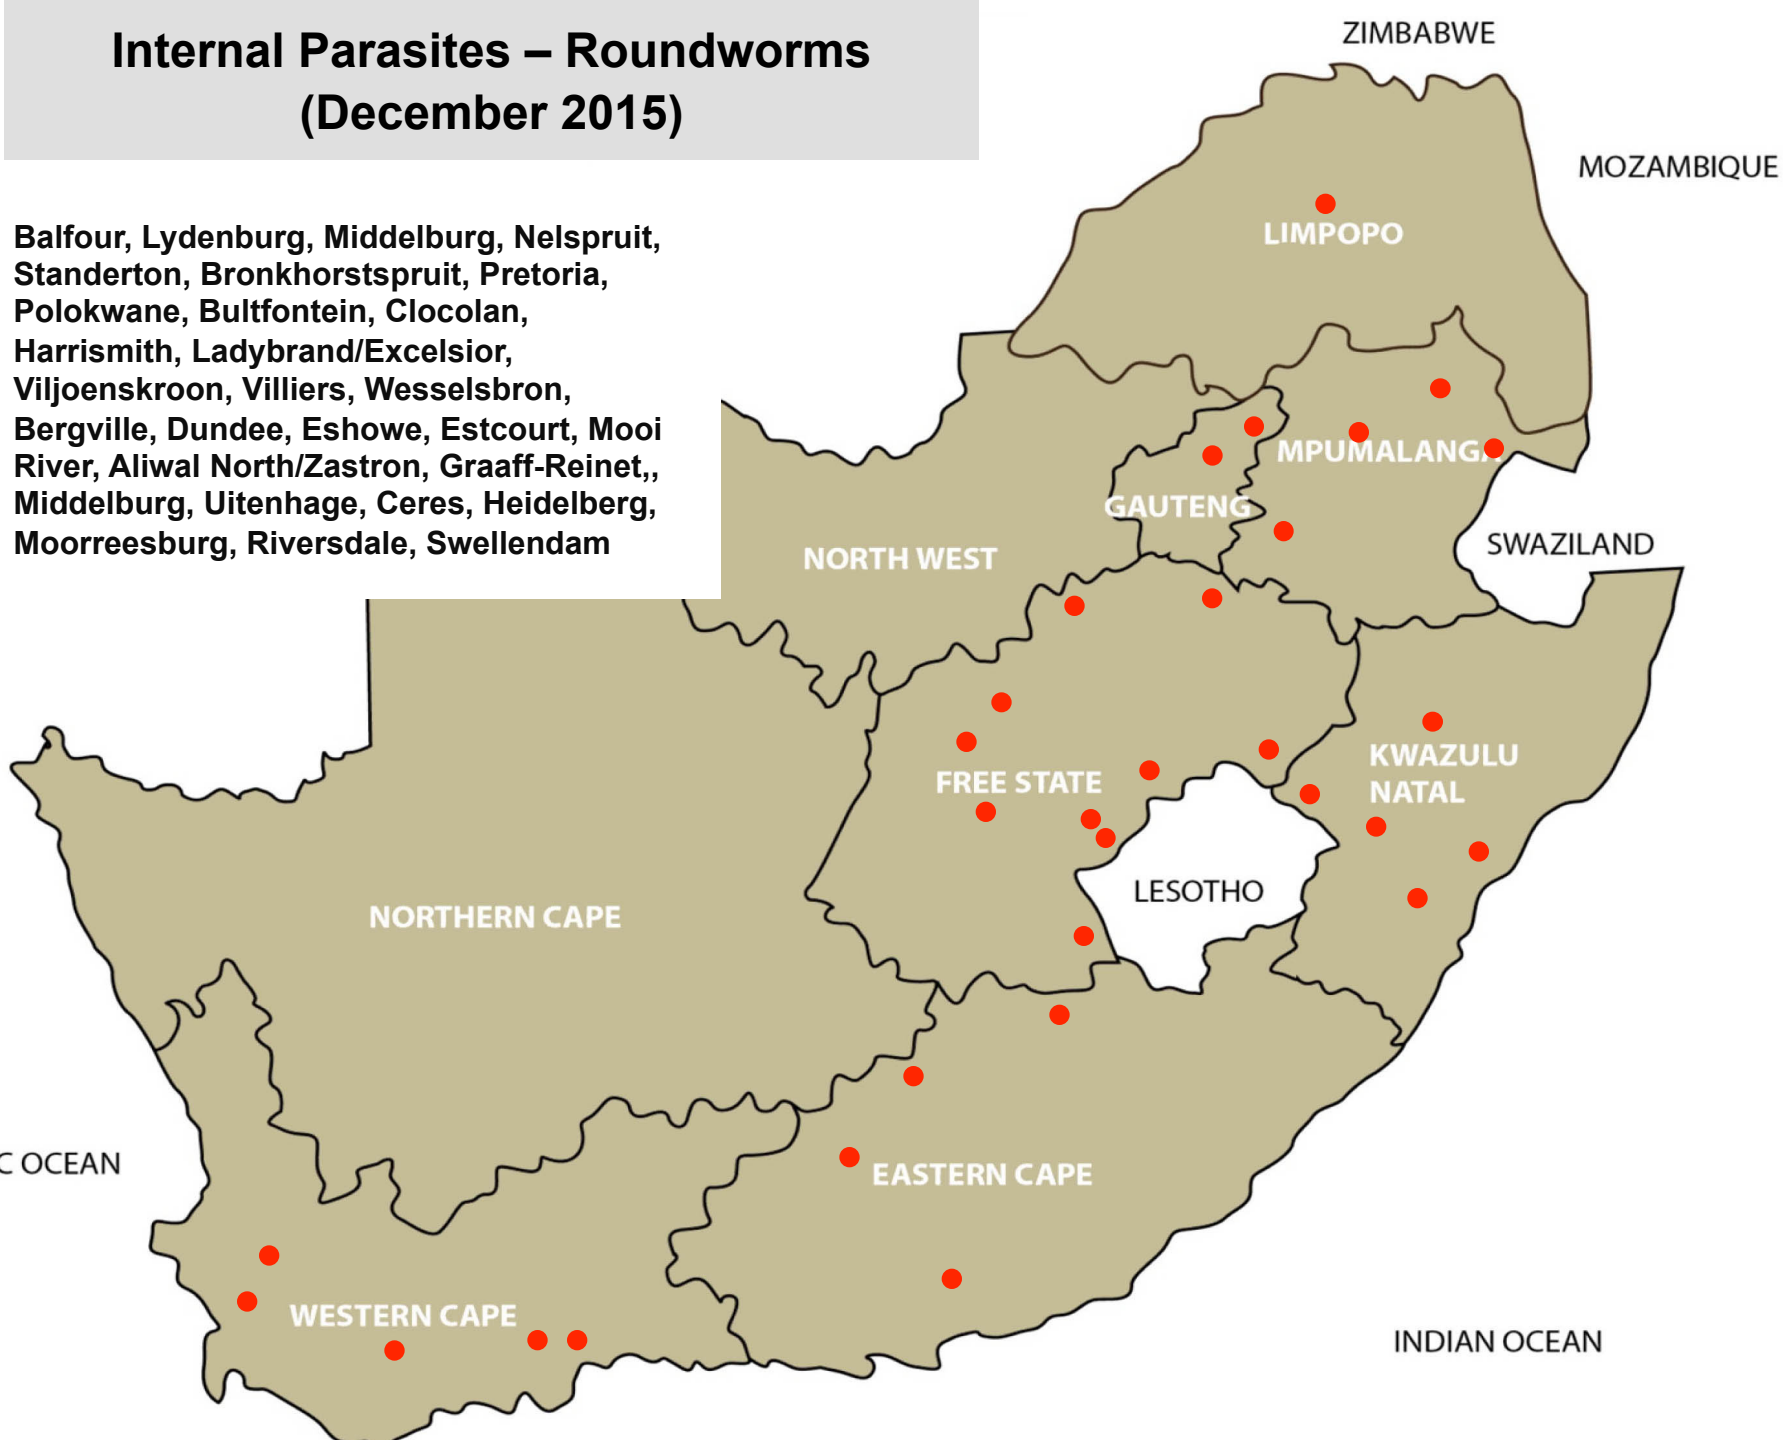 Internal Parasites – Roundworms
(December 2015)
Balfour, Lydenburg, Middelburg, Nelspruit,
Standerton, Bronkhorstspruit, Pretoria,
Polokwane, Bultfontein, Clocolan,
Harrismith, Ladybrand/Excelsior,
Viljoenskroon, Villiers, Wesselsbron,
Bergville, Dundee, Eshowe, Estcourt, Mooi
River, Aliwal North/Zastron, Graaff-Reinet,,
Middelburg, Uitenhage, Ceres, Heidelberg,
Moorreesburg, Riversdale, Swellendam
ZIMBABWE
MOZAMBIQUE
LIMPOPO
MPUMALANGA
GAUTENG
SWAZILAND
NORTH WEST
KWAZULU
NATAL
FREE STATE
LESOTHO
NORTHERN CAPE
C OCEAN
EASTERN CAPE
WESTERN CAPE
INDIAN OCEAN